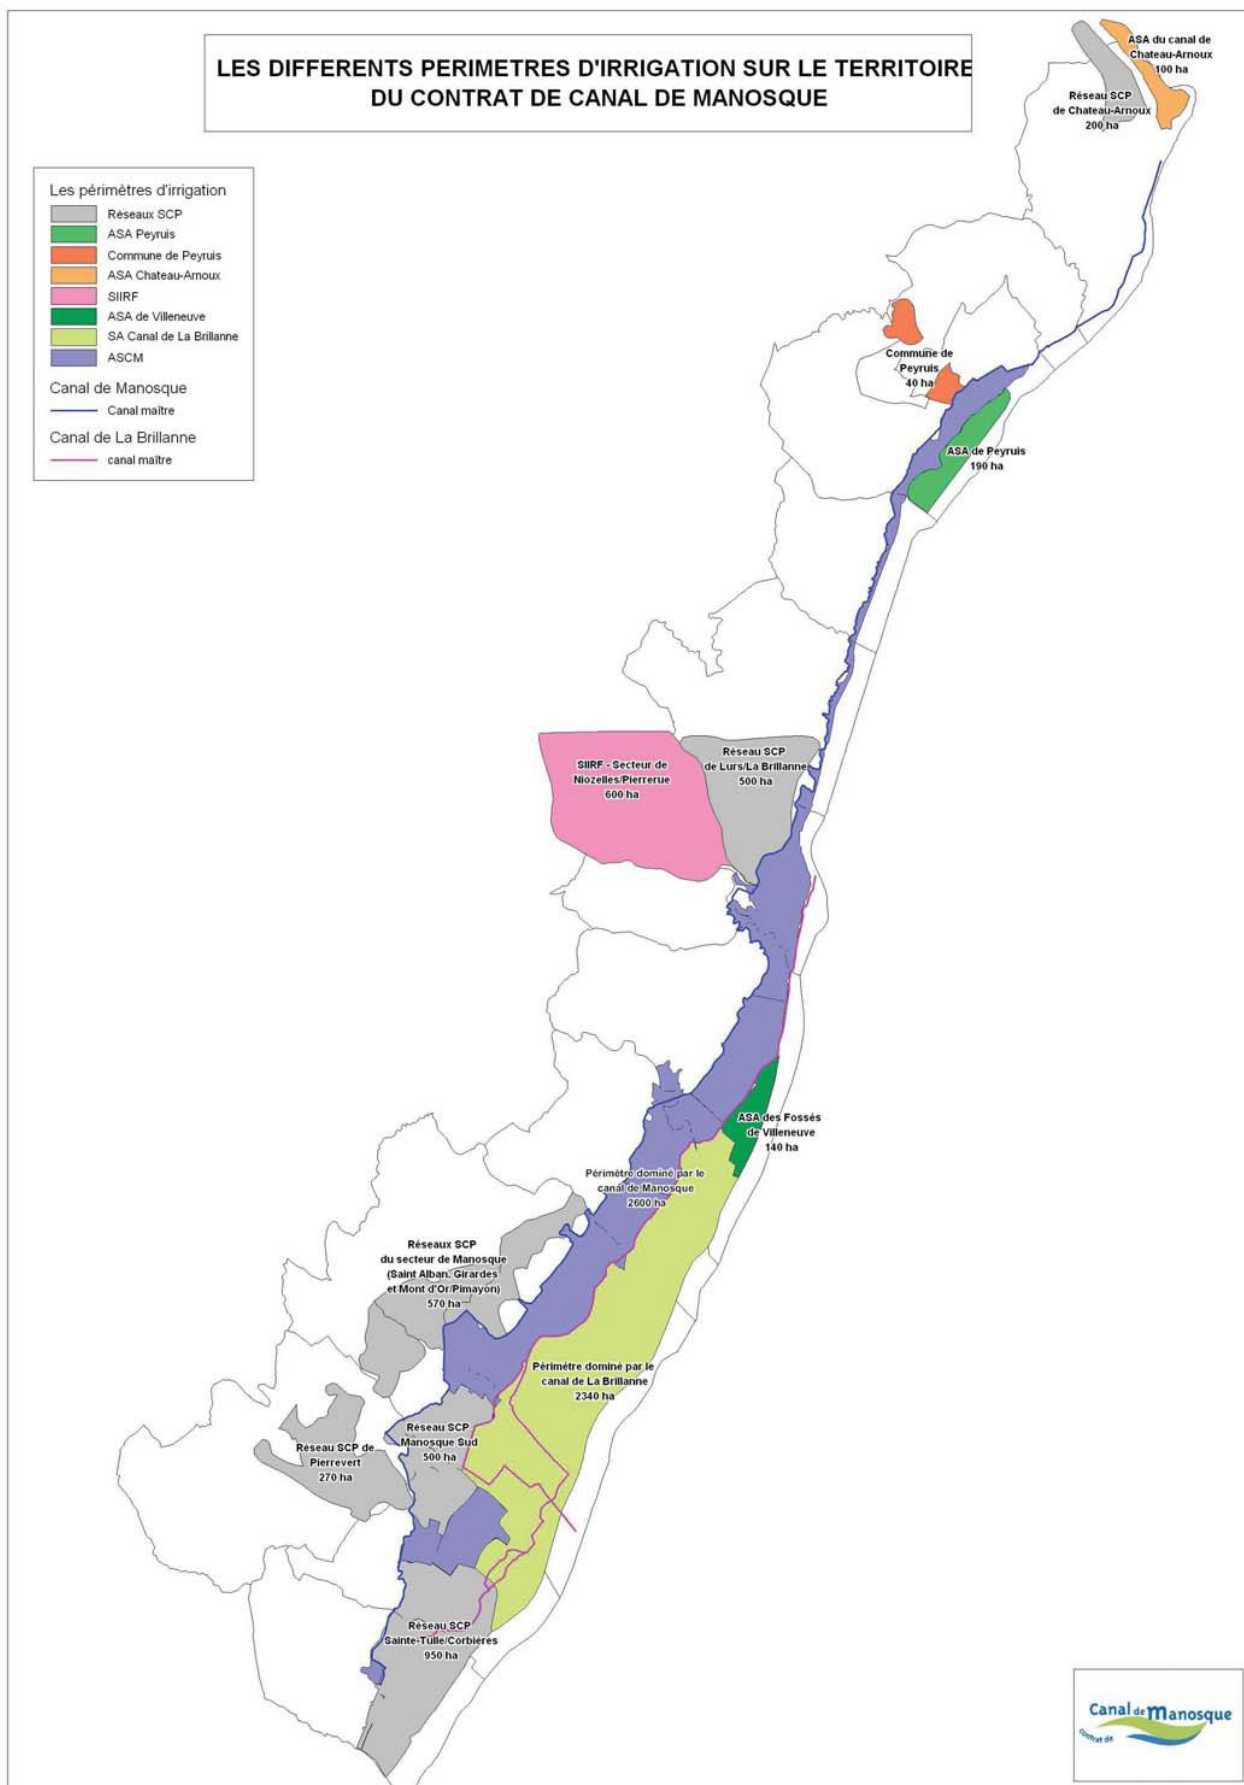 LES DIFFERENTS PERIMETRES D'IRRIGATION SUR LE TERRITOIRE
DU CONTRAT DE CANAL DE MANOSQUE
ASA du canal de
Chateau-Arnoux
100 ha
Réseau SCP
de Chateau-Arnoux
200 ha
Les périmètres d'irrigation
Réseaux SCP
ASA Peyruis
Commune de Peyruis
ASA Chateau-Arnoux
SIIRF
ASA de Villeneuve
SA Canal de La Brillanne
ASCM
Canal de Manosque
Canal maître
Canal de La Brillanne
canal maître
Commune de
Peyruis
40 ha
ASA de Peyruis
190 ha
SIIRF - Secteur de
Niozelles/Pierrerue
600 ha
Réseau SCP
de Lurs/La Brillanne
500 ha
ASA des Fossés
de Villeneuve
140 ha
Périmètre dominé par le
canal de Manosque
2600 ha
Réseaux SCP
du secteur de Manosque
(Saint Alban, Girardes
et Mont d'Or/Pimayon)
570 ha
Périmètre dominé par le
canal de La Brillanne
2340 ha
Réseau SCP
Manosque Sud
500 ha
Réseau SCP de
Pierrevert
270 ha
Réseau SCP
Sainte-Tulle/Corbières
950 ha
Canal de Manosque
contrat de